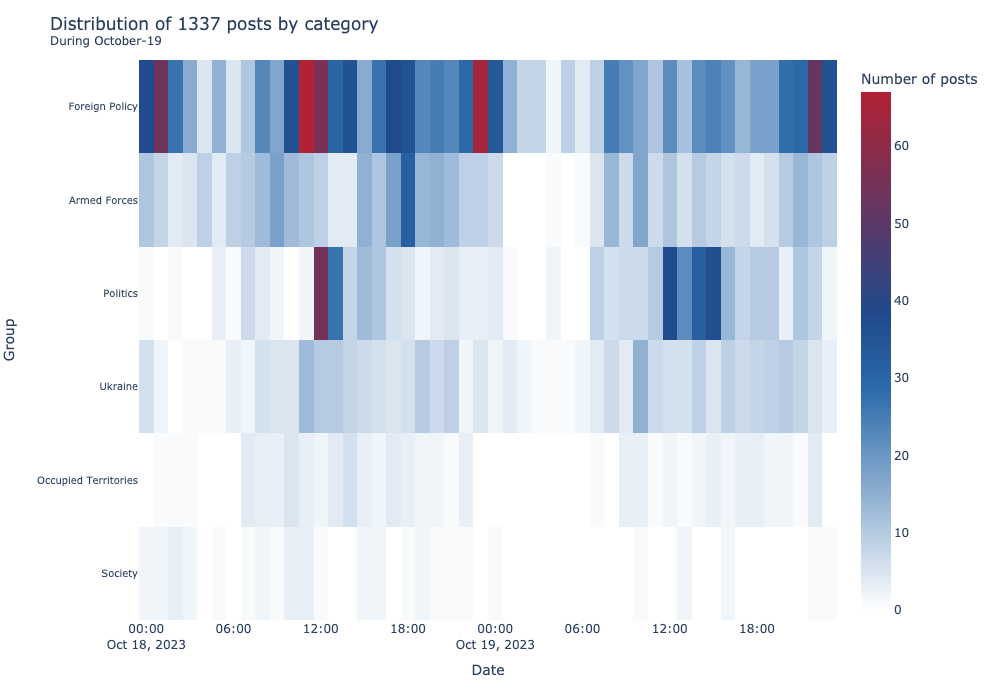 Distribution of 1337 posts by category
During October-19
Number of posts
Foreign Policy
Armed Forces
Politics
Ukraine
Occupied Territories
Society
Group
60
50
40
30
20
10
0
00:00 06:00 12:00 18:00 00:00 06:00 12:00 18:00
Oct 18, 2023 Oct 19, 2023
Date